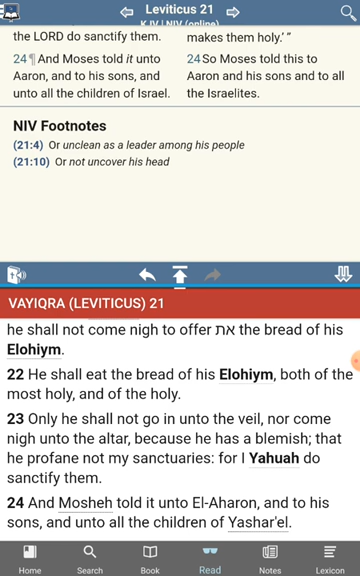 Leviticus 21
KJV | NIV (online)
the LORD do sanctify them.
makes them holy.’ ”
24 ¶ And Moses told it unto
Aaron, and to his sons, and
unto all the children of Israel.
24 So Moses told this to
Aaron and his sons and to all
the Israelites.
NIV Footnotes
(21:4) Or unclean as a leader among his people
(21:10) Or not uncover his head
VAYIQRA (LEVITICUS) 21
he shall not come nigh to offer את the bread of his
Elohiym.
22 He shall eat the bread of his Elohiym, both of the
most holy, and of the holy.
23 Only he shall not go in unto the veil, nor come
nigh unto the altar, because he has a blemish; that
he profane not my sanctuaries: for I Yahuah do
sanctify them.
24 And Mosheh told it unto El-Aharon, and to his
sons, and unto all the children of Yashar'el.
Home
Search
Book
Read
Notes
Lexicon